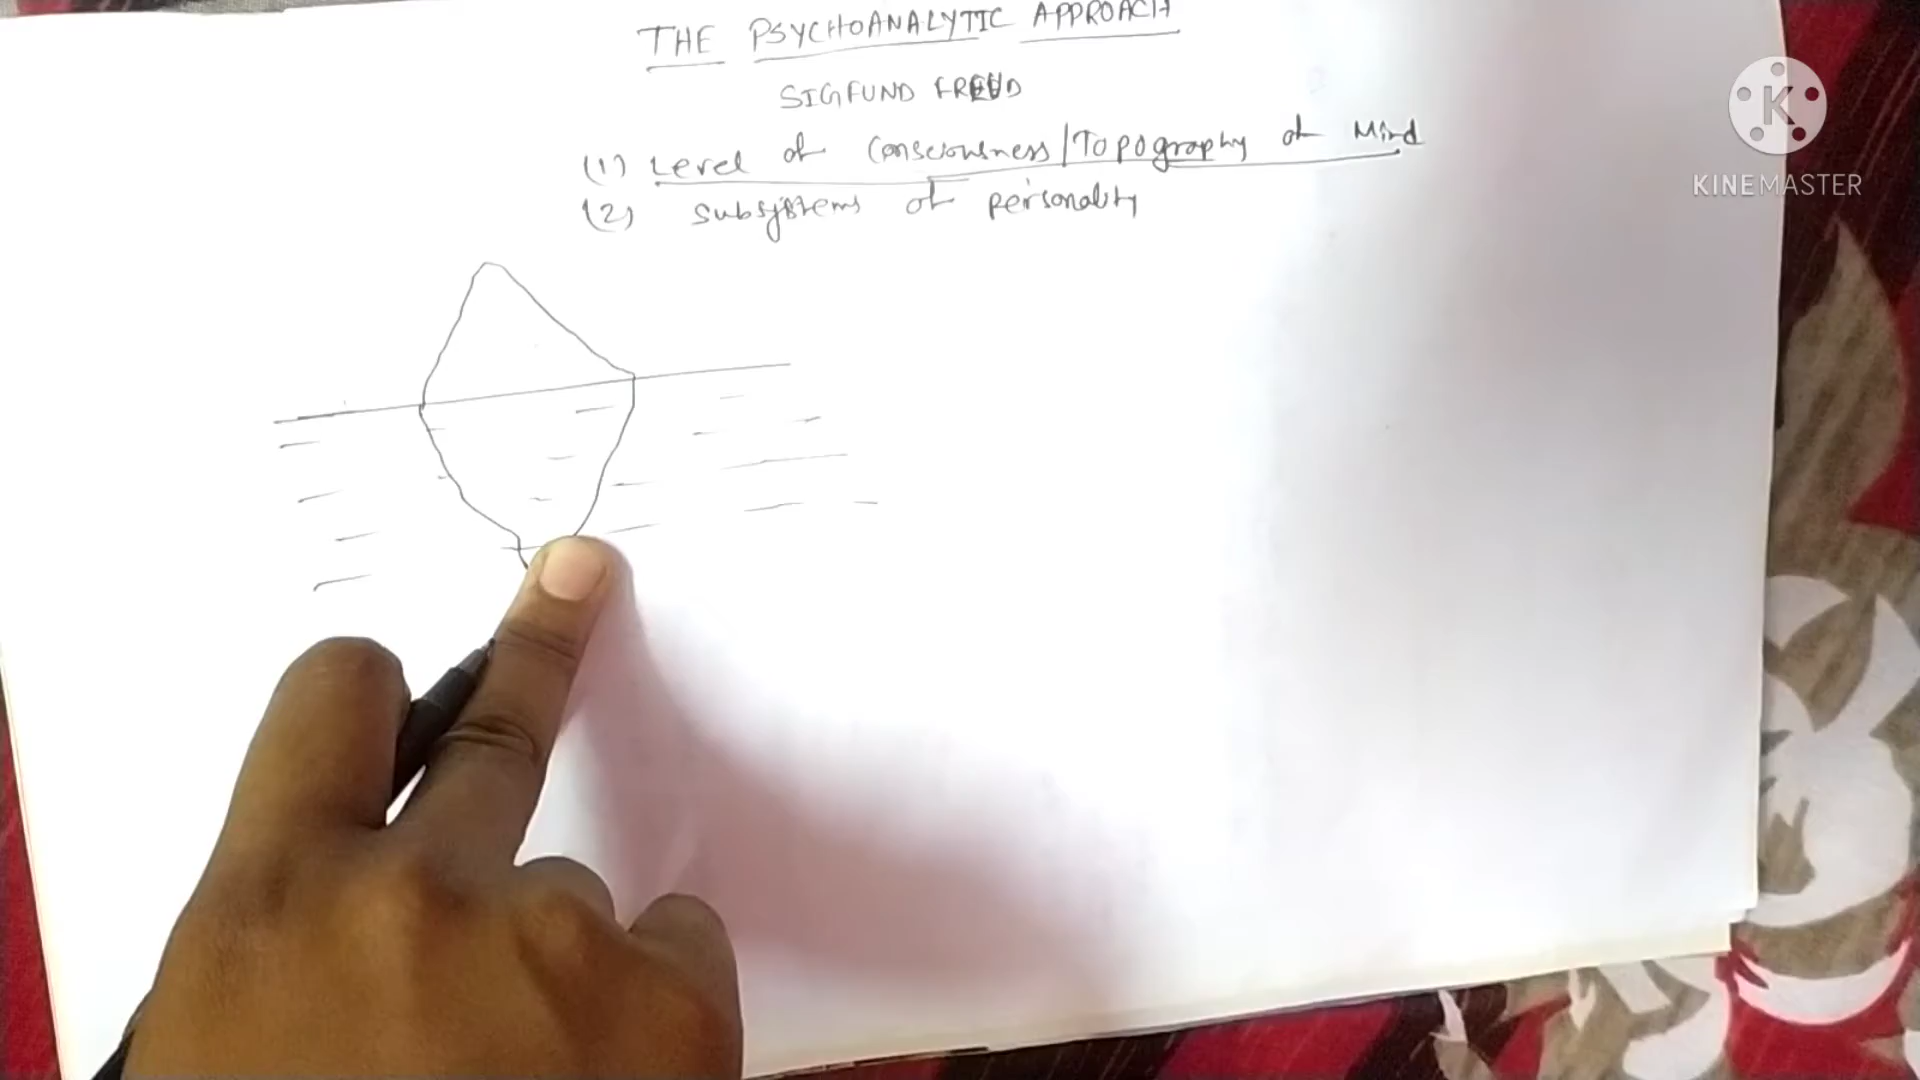 THE PSYCHOANALYTIC APPROACH
SIGFUND FREUD
(1) Level of Consciousness/Topography of Mind
(2) subsystems of personality
K
KINEMASTER